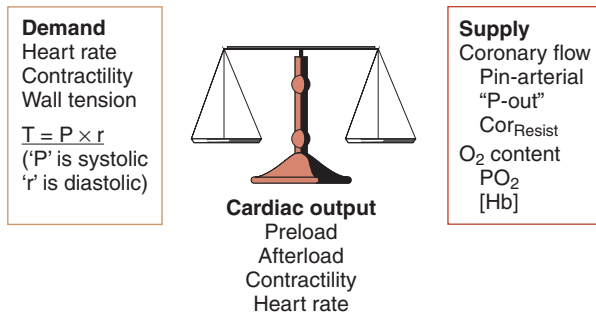 Demand
Heart rate
Contractility
Wall tension
T = P × r
(‘P’ is systolic
‘r’ is diastolic)
Cardiac output
Preload
Afterload
Contractility
Heart rate
Supply
Coronary flow
Pin-arterial
“P-out”
Cor_Resist
O₂ content
PO₂
[Hb]